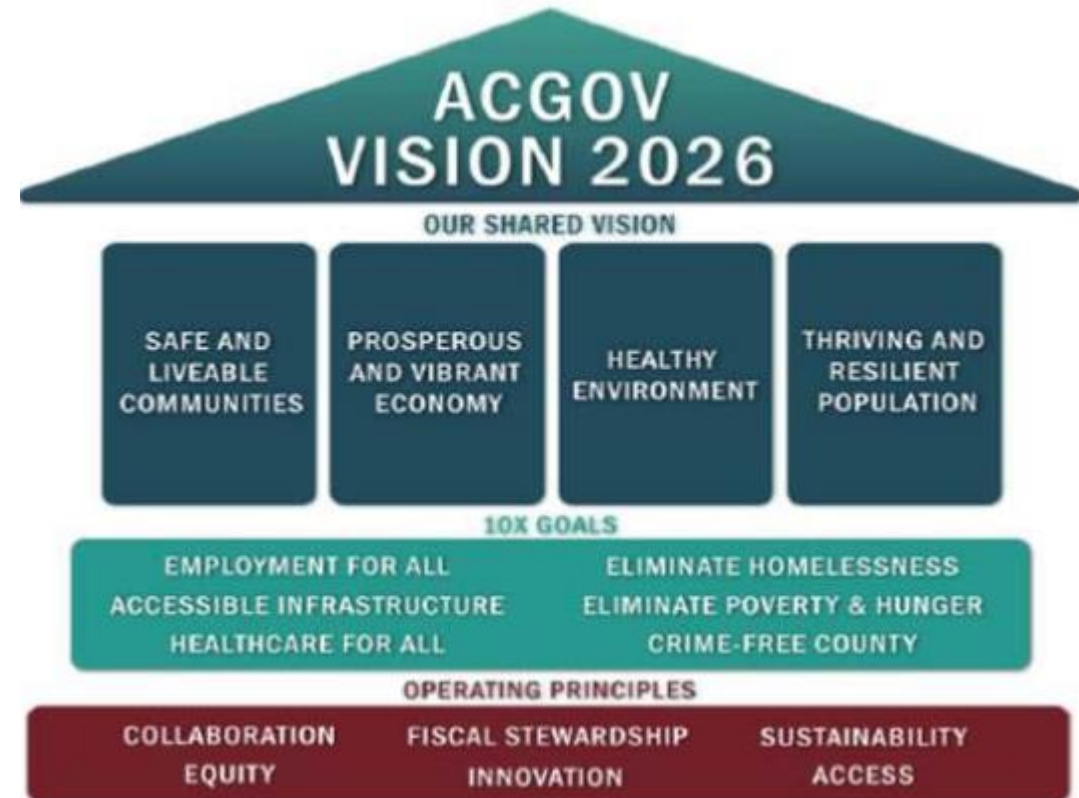 ACGOV
VISION 2026
OUR SHARED VISION
SAFE AND
LIVEABLE
COMMUNITIES
PROSPEROUS
AND VIBRANT
ECONOMY
HEALTHY
ENVIRONMENT
THRIVING AND
RESILIENT
POPULATION
10X GOALS
EMPLOYMENT FOR ALL
ACCESSIBLE INFRASTRUCTURE
HEALTHCARE FOR ALL
ELIMINATE HOMELESSNESS
ELIMINATE POVERTY & HUNGER
CRIME-FREE COUNTY
OPERATING PRINCIPLES
COLLABORATION
EQUITY
FISCAL STEWARDSHIP
INNOVATION
SUSTAINABILITY
ACCESS